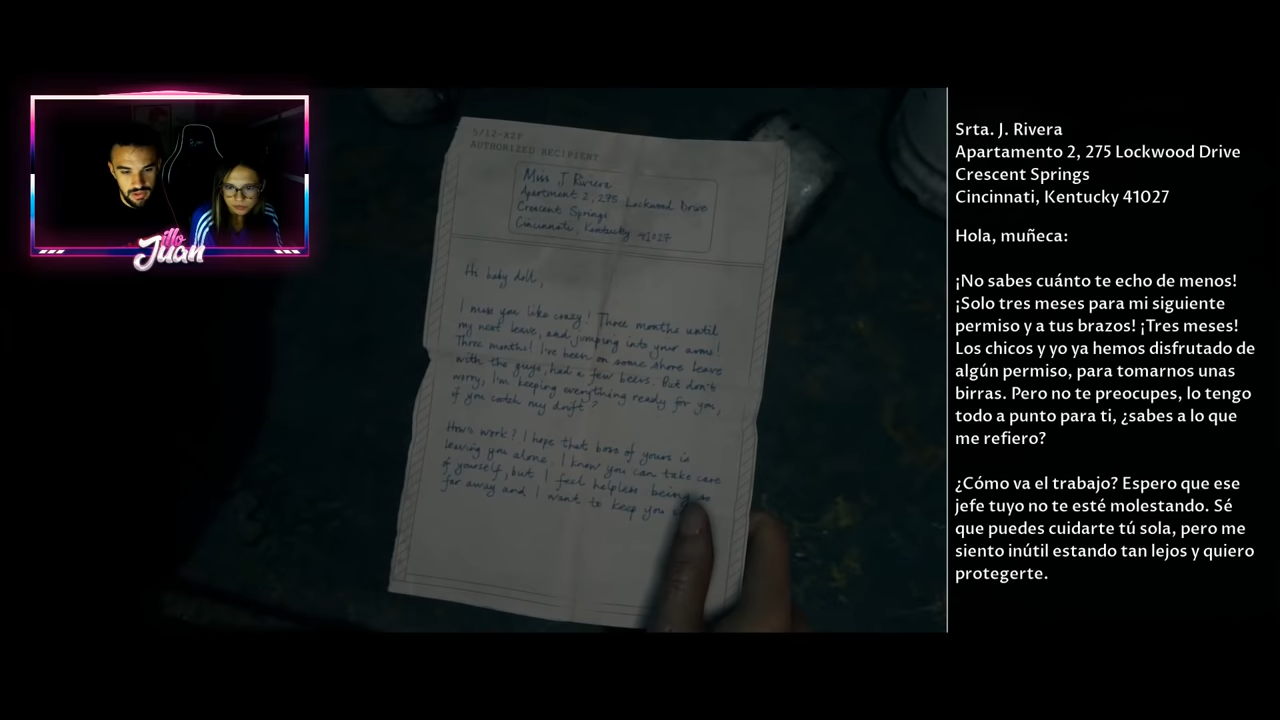 illo
Juan
5/12-XZP
AUTHORIZED RECIPIENT
Miss J Riviera
Apartment 2, 275 Lockwood Drive
Crescent Springs
Cincinnati, Kentucky 41027
Hi baby doll,
I miss you like crazy! Three months until
my next leave, and jumping into your arms!
Three months! I've been on some shore leave
with the guys, had a few beers. But don't
worry, I'm keeping everything ready for you,
if you catch my drift?
How's work? I hope that boss of yours is
leaving you alone. I know you can take care
of yourself, but I feel helpless being so
far away and I want to keep you
Srta. J. Rivera
Apartamento 2, 275 Lockwood Drive
Crescent Springs
Cincinnati, Kentucky 41027
Hola, muñeca:
¡No sabes cuánto te echo de menos!
¡Solo tres meses para mi siguiente
permiso y a tus brazos! ¡Tres meses!
Los chicos y yo ya hemos disfrutado de
algún permiso, para tomarnos unas
birras. Pero no te preocupes, lo tengo
todo a punto para ti, ¿sabes a lo que
me refiero?
¿Cómo va el trabajo? Espero que ese
jefe tuyo no te esté molestando. Sé
que puedes cuidarte tú sola, pero me
siento inútil estando tan lejos y quiero
protegerte.